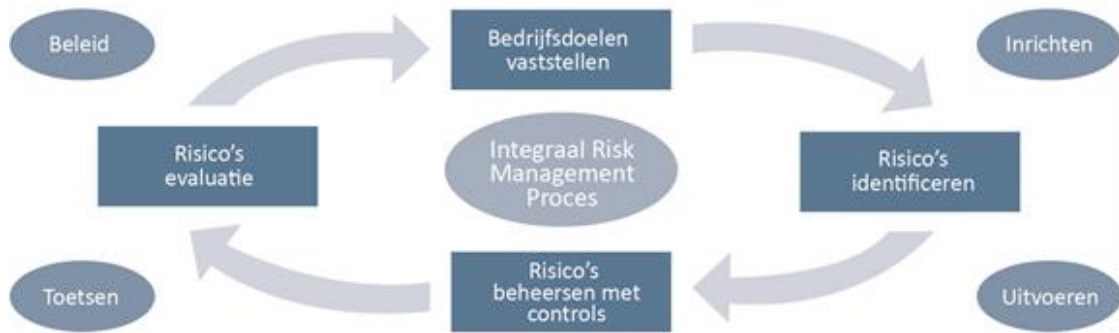 Beleid
Bedrijfsdoelen
vaststellen
Inrichten
Risico's
evaluatie
Integraal Risk
Management
Proces
Risico's
identificeren
Toetsen
Risico's
beheersen met
controls
Uitvoeren